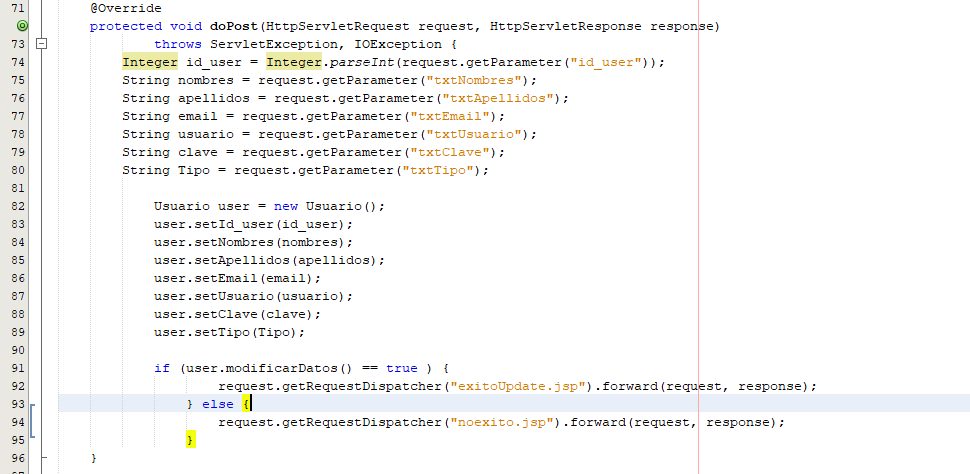 71 @Override
protected void doPost(HttpServletRequest request, HttpServletResponse response)
73 throws ServletException, IOException {
74 Integer id_user = Integer.parseInt(request.getParameter("id_user"));
75 String nombres = request.getParameter("txtNombres");
76 String apellidos = request.getParameter("txtApellidos");
77 String email = request.getParameter("txtEmail");
78 String usuario = request.getParameter("txtUsuario");
79 String clave = request.getParameter("txtClave");
80 String Tipo = request.getParameter("txtTipo");
81
82 Usuario user = new Usuario();
83 user.setId_user(id_user);
84 user.setNombres(nombres);
85 user.setApellidos(apellidos);
86 user.setEmail(email);
87 user.setUsuario(usuario);
88 user.setClave(clave);
89 user.setTipo(Tipo);
90
91 if (user.modificarDatos() == true ) {
92 request.getRequestDispatcher("exitoUpdate.jsp").forward(request, response);
93 } else {
94 request.getRequestDispatcher("noexito.jsp").forward(request, response);
95 }
96 }